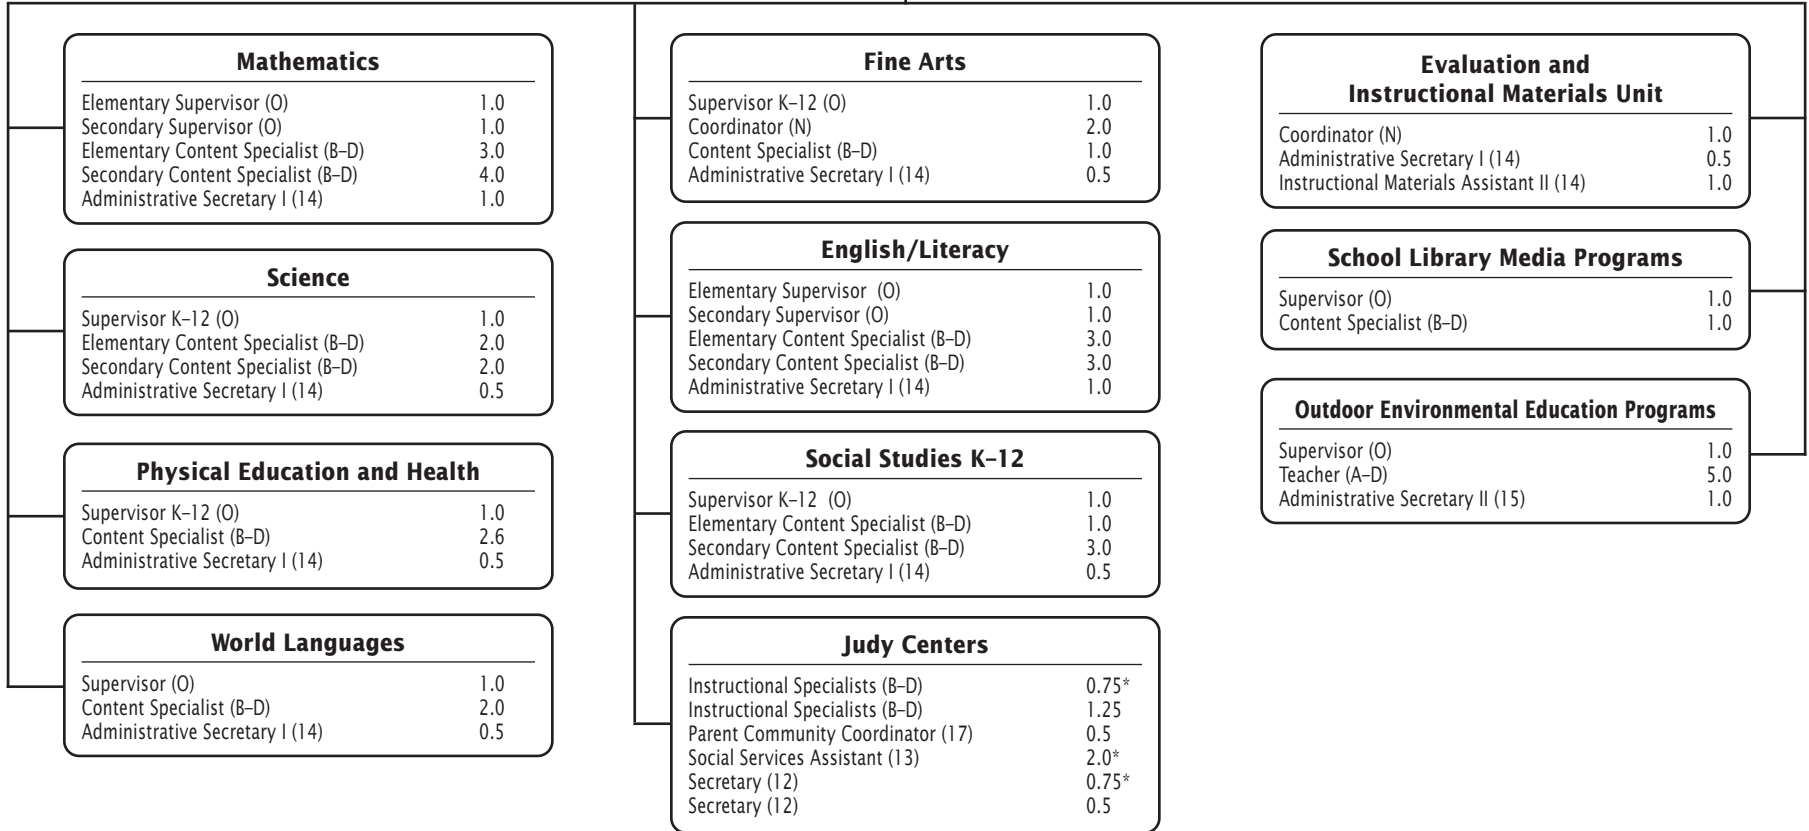 Mathematics
Elementary Supervisor (O) 1.0
Secondary Supervisor (O) 1.0
Elementary Content Specialist (B–D) 3.0
Secondary Content Specialist (B–D) 4.0
Administrative Secretary I (14) 1.0
Science
Supervisor K–12 (O) 1.0
Elementary Content Specialist (B–D) 2.0
Secondary Content Specialist (B–D) 2.0
Administrative Secretary I (14) 0.5
Physical Education and Health
Supervisor K–12 (O) 1.0
Content Specialist (B–D) 2.6
Administrative Secretary I (14) 0.5
World Languages
Supervisor (O) 1.0
Content Specialist (B–D) 2.0
Administrative Secretary I (14) 0.5
Fine Arts
Supervisor K–12 (O) 1.0
Coordinator (N) 2.0
Content Specialist (B–D) 1.0
Administrative Secretary I (14) 0.5
English/Literacy
Elementary Supervisor (O) 1.0
Secondary Supervisor (O) 1.0
Elementary Content Specialist (B–D) 3.0
Secondary Content Specialist (B–D) 3.0
Administrative Secretary I (14) 1.0
Social Studies K–12
Supervisor K–12 (O) 1.0
Elementary Content Specialist (B–D) 1.0
Secondary Content Specialist (B–D) 3.0
Administrative Secretary I (14) 0.5
Judy Centers
Instructional Specialists (B–D) 0.75*
Instructional Specialists (B–D) 1.25
Parent Community Coordinator (17) 0.5
Social Services Assistant (13) 2.0*
Secretary (12) 0.75*
Secretary (12) 0.5
Evaluation and
Instructional Materials Unit
Coordinator (N) 1.0
Administrative Secretary I (14) 0.5
Instructional Materials Assistant II (14) 1.0
School Library Media Programs
Supervisor (O) 1.0
Content Specialist (B–D) 1.0
Outdoor Environmental Education Programs
Supervisor (O) 1.0
Teacher (A–D) 5.0
Administrative Secretary II (15) 1.0